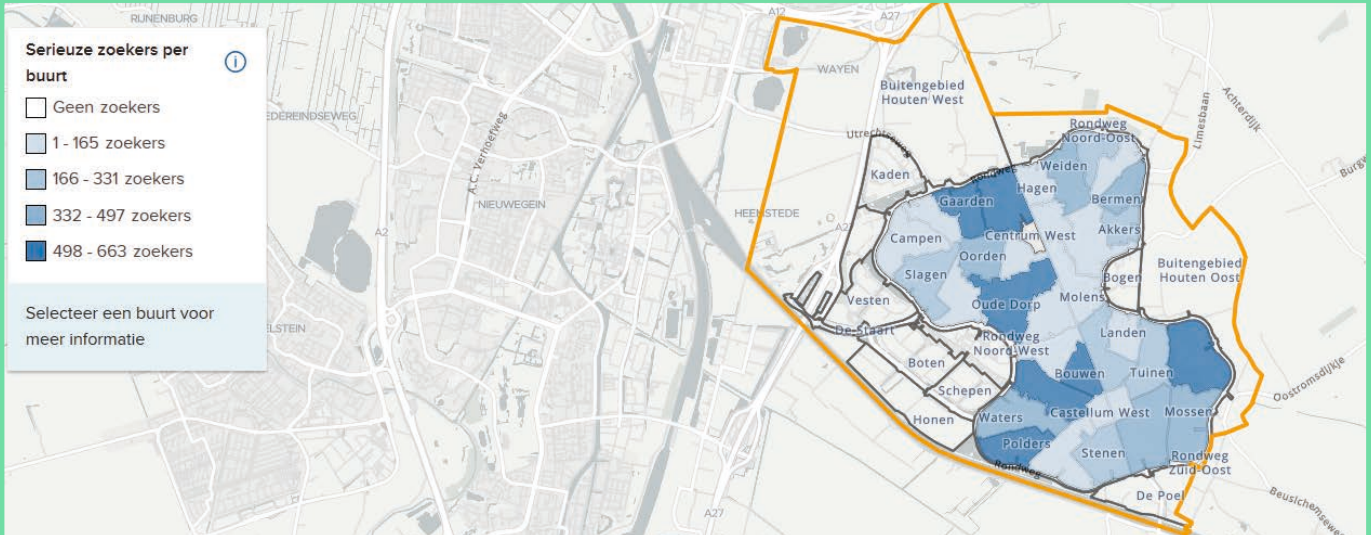 Serieuze zoekers per
buurt
Geen zoekers
1 - 165 zoekers
166 - 331 zoekers
332 - 497 zoekers
498 - 663 zoekers
Selecteer een buurt voor
meer informatie
RIJNENBURG
A12
A27
WAYEN
Buitengebied
Houten West
Achterdijk
Limesbaan
EDEREINDSEWEG
A.C. Verhoefweg
Utrechtseweg
Rondweg
Noord-Oost
Weiden
Kaden
Rondweg
Hagen
Bermen
NIEUWEGEIN
Gaarden
HEEMSTEDE
A2
Campen
Centrum West
Akkers
Oorden
Buitengebied
Houten Oost
Slagen
Bogen
Vesten
Oude Dorp
Molens
ELSTEIN
De Staart
Rondweg
Noord-West
Landen
Boten
Bouwen
Tuinen
Oostromsdijkje
Schepen
Honen
Waters
Castellum West
Mossen
Polders
Stenen
Rondweg
Zuid-Oost
Rondweg
De Poel
A27